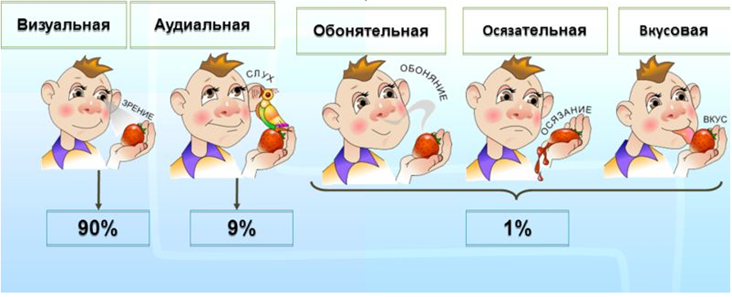 Визуальная
Аудиальная
Обонятельная
Осязательная
Вкусовая
ЗРЕНИЕ
СЛУХ
ОБОНЯНИЕ
ОСЯЗАНИЕ
ВКУС
90%
9%
1%